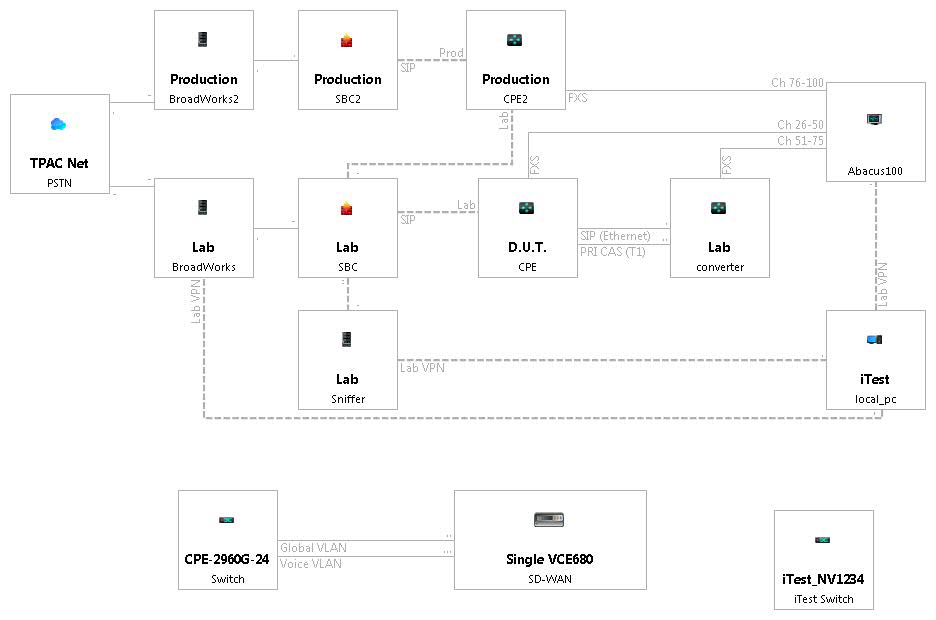 Production
BroadWorks2
Production
SBC2
Prod
SIP
Production
CPE2
Ch 76-100
FXS
TPAC Net
PSTN
Lab
Ch 26-50
Ch 51-75
FXS
FXS
Abacus100
Lab
BroadWorks
Lab
SBC
Lab
SIP
D.U.T.
CPE
SIP (Ethernet)
PRI CAS (T1)
Lab
converter
Lab VPN
Lab VPN
Lab
Sniffer
Lab VPN
iTest
local_pc
CPE-2960G-24
Switch
Global VLAN
Voice VLAN
Single VCE680
SD-WAN
iTest_NV1234
iTest Switch